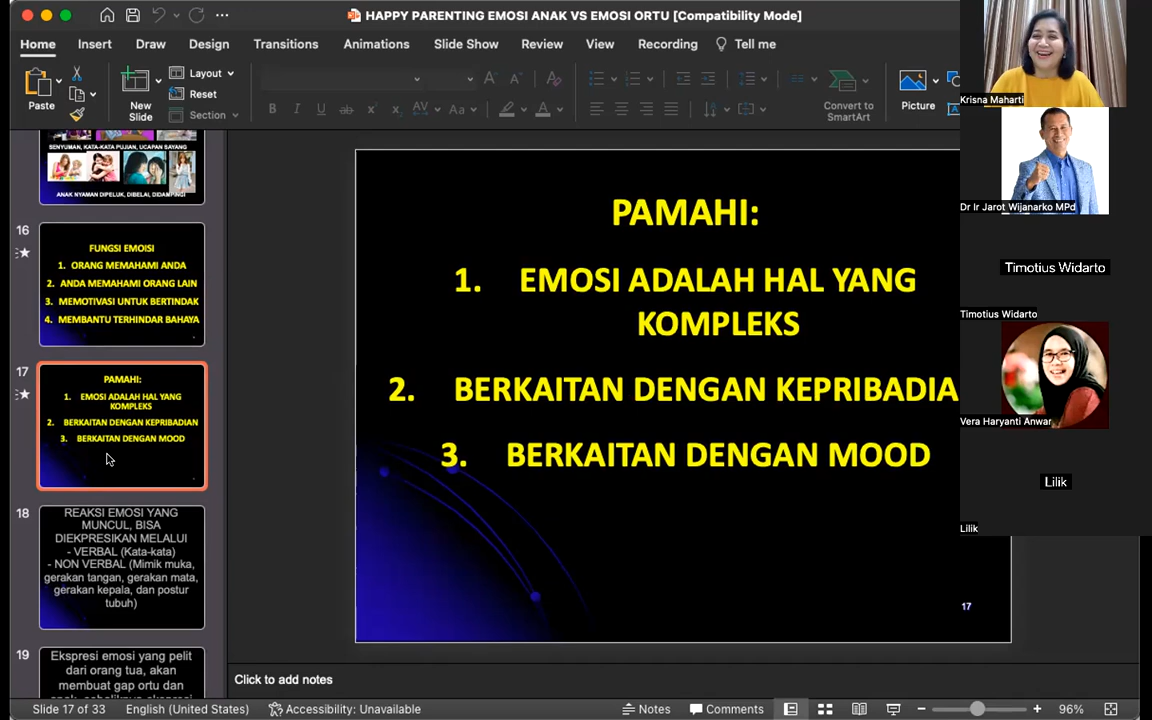 HAPPY PARENTING EMOSI ANAK VS EMOSI ORTU [Compatibility Mode]
Home Insert Draw Design Transitions Animations Slide Show Review View Recording Tell me
Paste
New Slide
Layout
Reset
Section
Convert to SmartArt
Picture
SENYUMAN, KATA-KATA PUJIAN, UCAPAN SAYANG
ANAK NYAMAN DIPELUK, DIBELAI, DIDAMPINGI
16
FUNGSI EMOISI
1. ORANG MEMAHAMI ANDA
2. ANDA MEMAHAMI ORANG LAIN
3. MEMOTIVASI UNTUK BERTINDAK
4. MEMBANTU TERHINDAR BAHAYA
17
PAMAHI:
1. EMOSI ADALAH HAL YANG
KOMPLEKS
2. BERKAITAN DENGAN KEPRIBADIAN
3. BERKAITAN DENGAN MOOD
18
REAKSI EMOSI YANG
MUNCUL, BISA
DIEKPRESIKAN MELALUI
- VERBAL (Kata-kata)
- NON VERBAL (Mimik muka,
gerakan tangan, gerakan mata,
gerakan kepala, dan postur
tubuh)
19
Ekspresi emosi yang pelit
dari orang tua, akan
membuat gap ortu dan
PAMAHI:
1. EMOSI ADALAH HAL YANG
KOMPLEKS
2. BERKAITAN DENGAN KEPRIBADIA
3. BERKAITAN DENGAN MOOD
17
Krisna Maharti
Dr Ir Jarot Wijanarko MPd
Timotius Widarto
Timotius Widarto
Vera Haryanti Anwar
Lilik
Lilik
Click to add notes
Slide 17 of 33 English (United States) Accessibility: Unavailable Notes Comments 96%